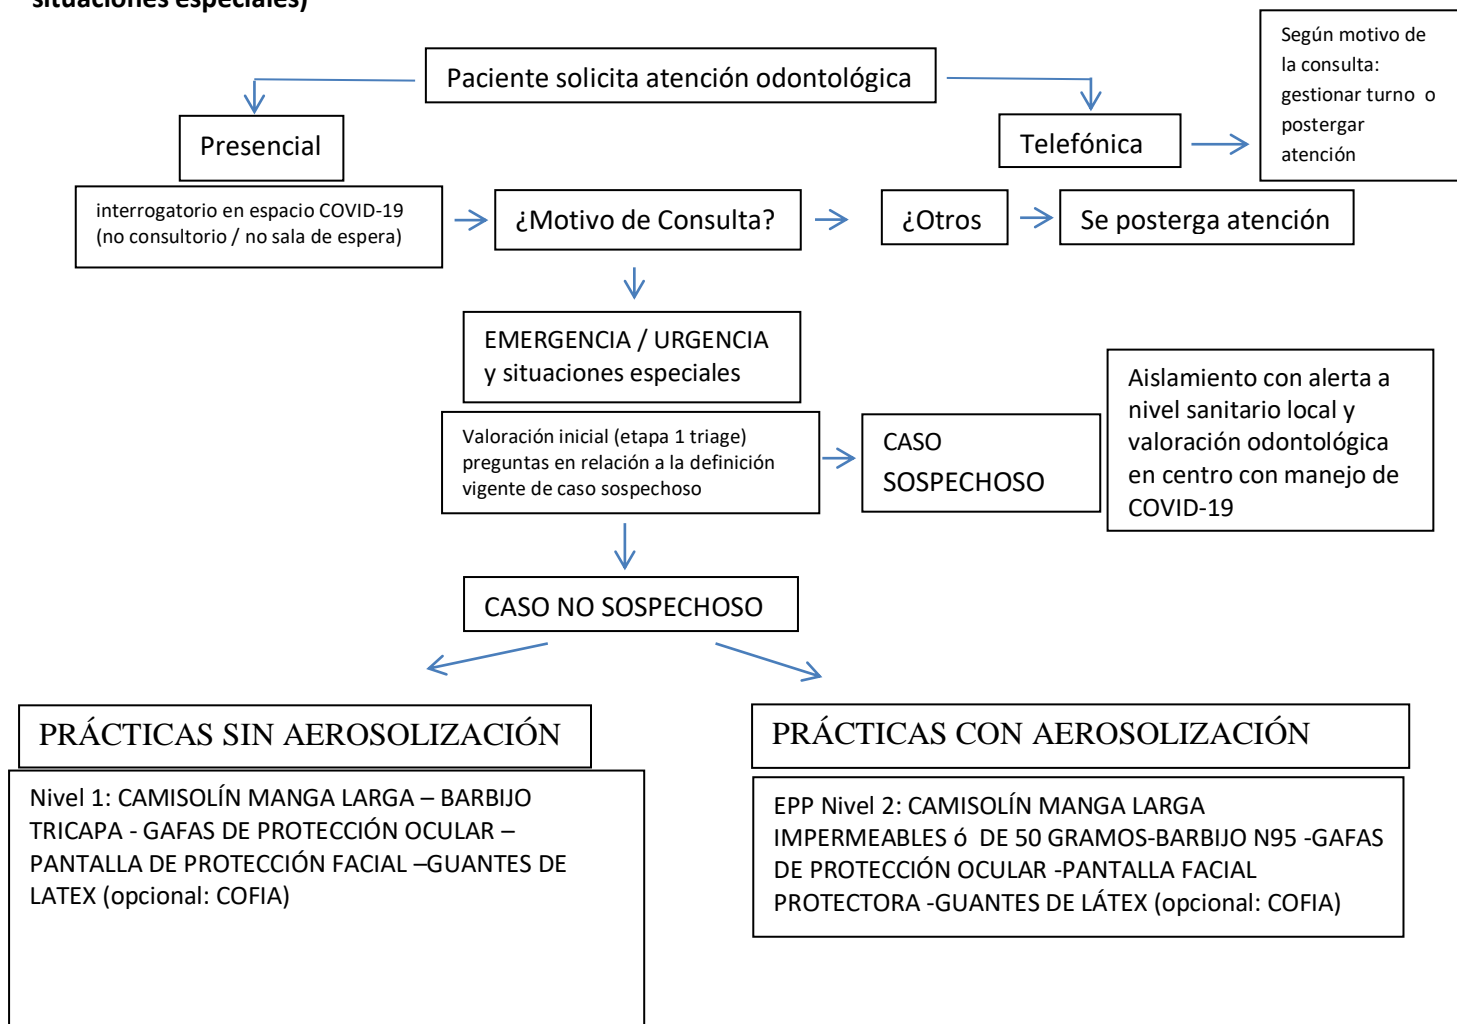 situaciones especiales)
Paciente solicita atención odontológica
Según motivo de
la consulta:
gestionar turno o
postergar
atención
Presencial
Telefónica
interrogatorio en espacio COVID-19
(no consultorio / no sala de espera)
¿Motivo de Consulta?
¿Otros
Se posterga atención
EMERGENCIA / URGENCIA
y situaciones especiales
Aislamiento con alerta a
nivel sanitario local y
valoración odontológica
en centro con manejo de
COVID-19
Valoración inicial (etapa 1 triage)
preguntas en relación a la definición
vigente de caso sospechoso
CASO
SOSPECHOSO
CASO NO SOSPECHOSO
PRÁCTICAS SIN AEROSOLIZACIÓN
Nivel 1: CAMISOLÍN MANGA LARGA – BARBIJO
TRICAPA - GAFAS DE PROTECCIÓN OCULAR –
PANTALLA DE PROTECCIÓN FACIAL –GUANTES DE
LATEX (opcional: COFIA)
PRÁCTICAS CON AEROSOLIZACIÓN
EPP Nivel 2: CAMISOLÍN MANGA LARGA
IMPERMEABLES ó DE 50 GRAMOS-BARBIJO N95 -GAFAS
DE PROTECCIÓN OCULAR -PANTALLA FACIAL
PROTECTORA -GUANTES DE LÁTEX (opcional: COFIA)